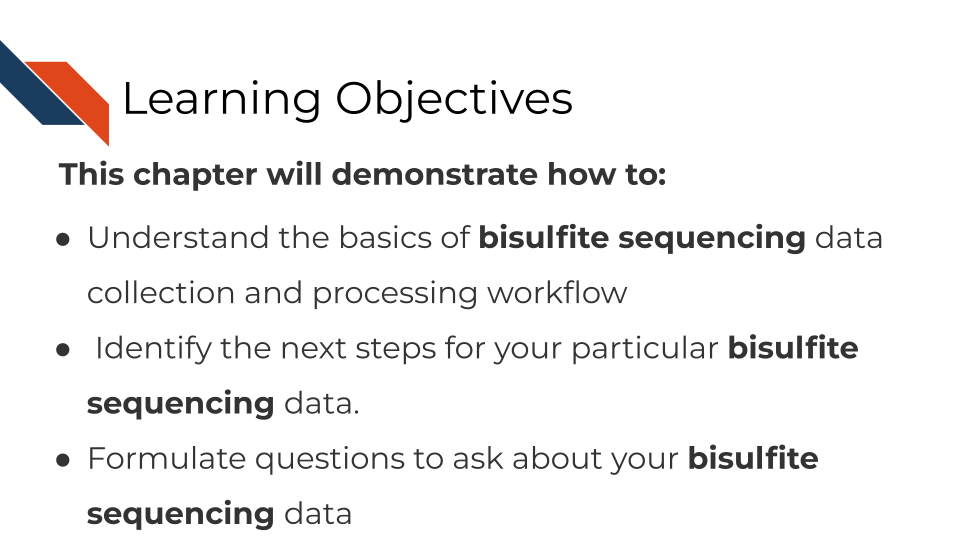 Learning Objectives
This chapter will demonstrate how to:
● Understand the basics of bisulfite sequencing data
collection and processing workflow
● Identify the next steps for your particular bisulfite
sequencing data.
● Formulate questions to ask about your bisulfite
sequencing data